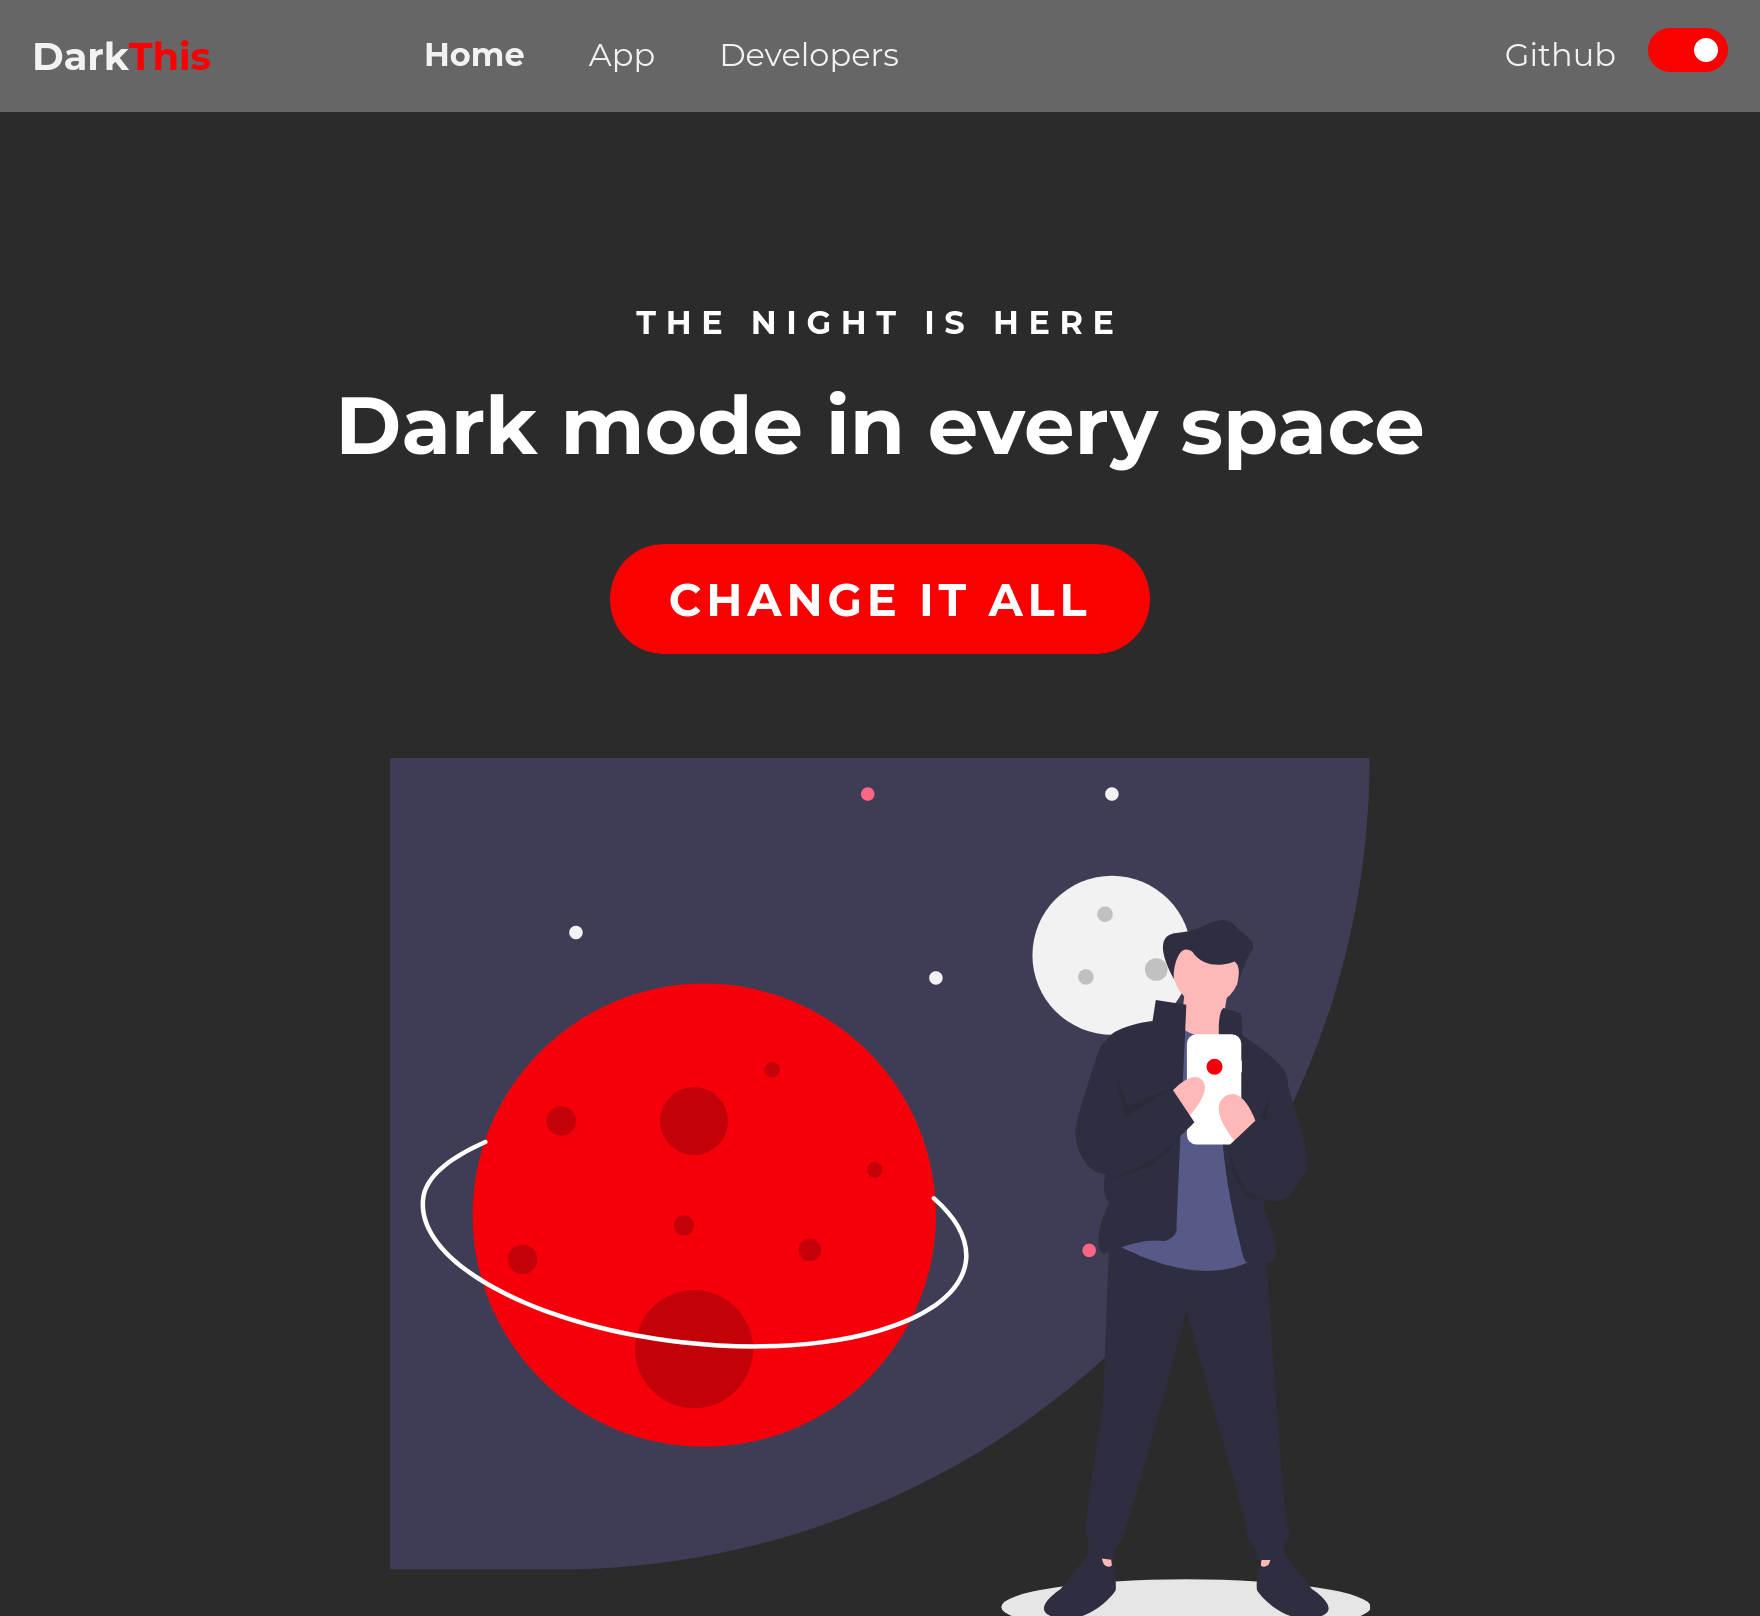 DarkThis Home App Developers Github
THE NIGHT IS HERE
Dark mode in every space
CHANGE IT ALL